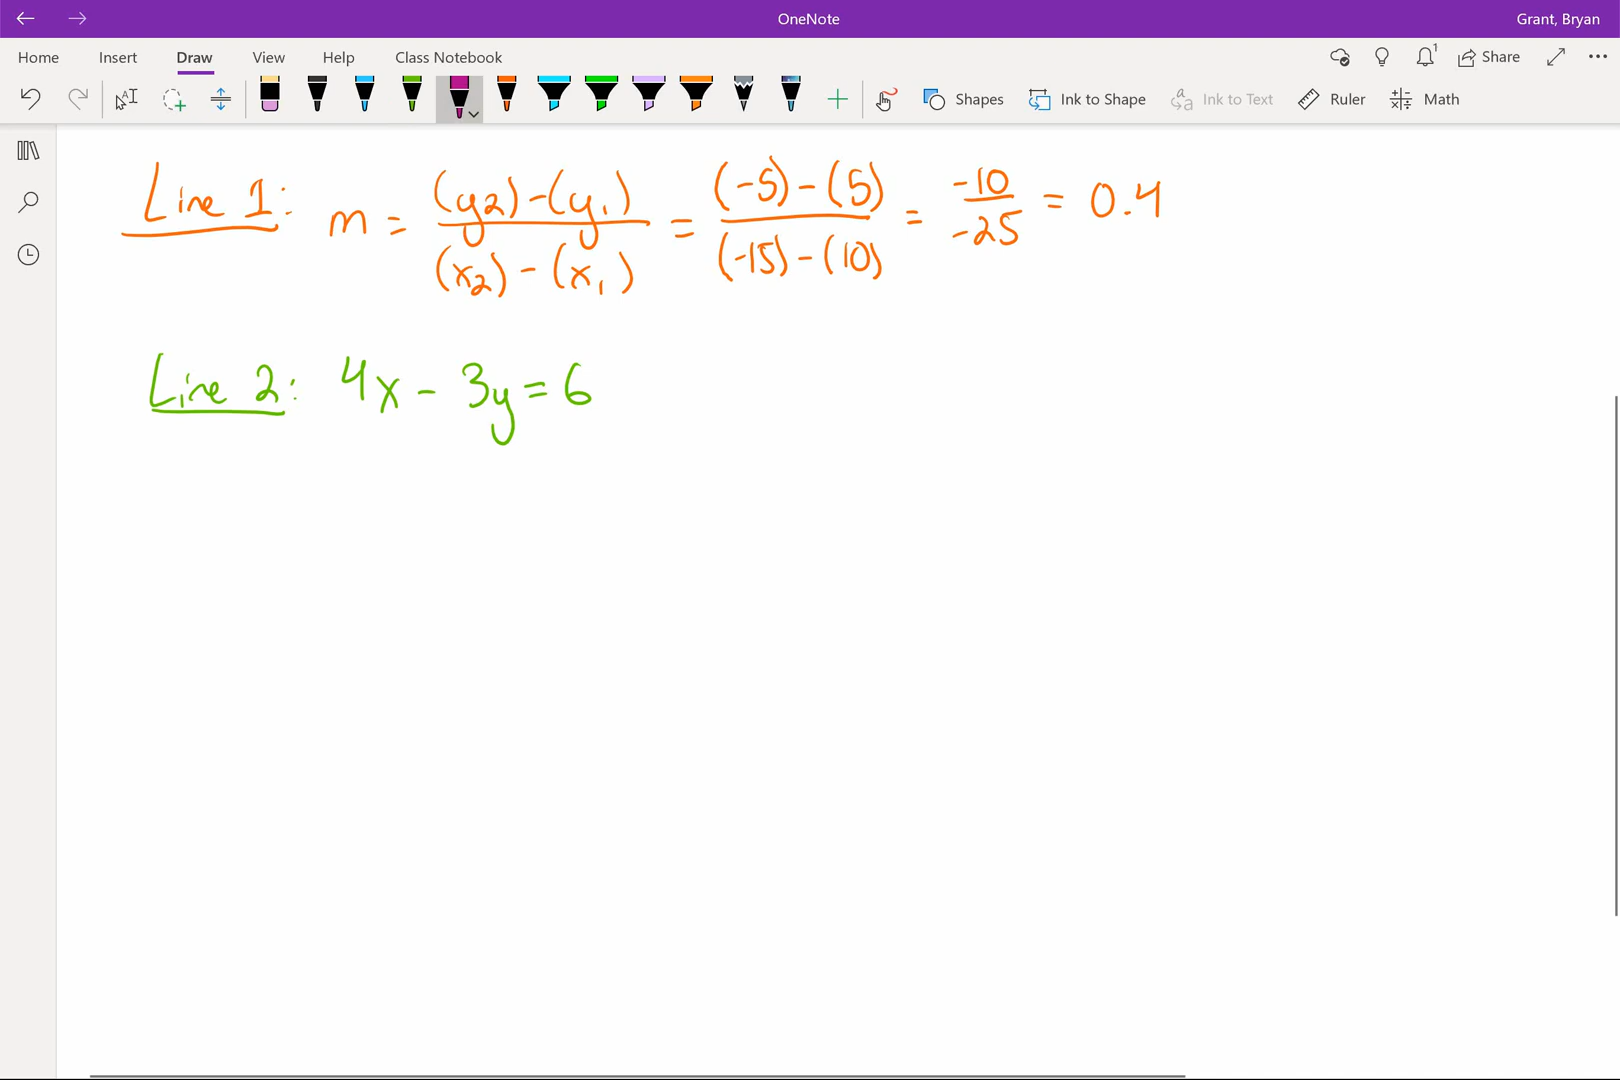 OneNote
Grant, Bryan
Home Insert Draw View Help Class Notebook
1 Share
Shapes Ink to Shape Ink to Text Ruler Math
Line 1: m = (y2)-(y₁) / (x₂)-(x₁) = (-5)-(5) / (-15)-(10) = -10 / -25 = 0.4
Line 2: 4x - 3y = 6